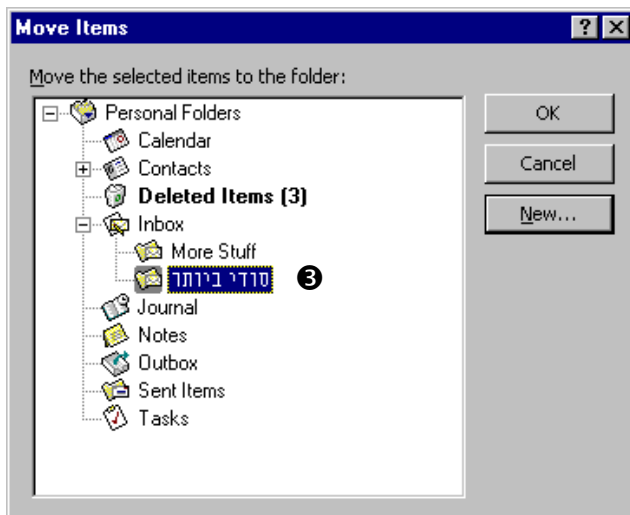 Move Items
Move the selected items to the folder:
Personal Folders
Calendar
Contacts
Deleted Items (3)
Inbox
More Stuff
סודי ביותר ❸
Journal
Notes
Outbox
Sent Items
Tasks
OK
Cancel
New...